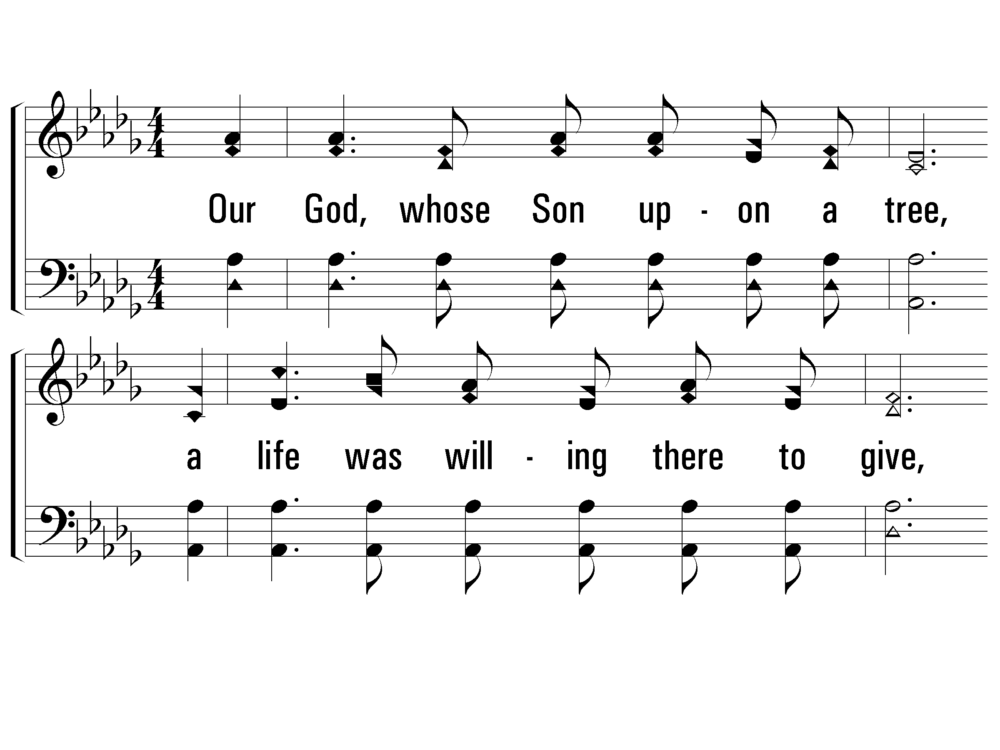 Our God, whose Son up - on a tree,
a life was will - ing there to give,